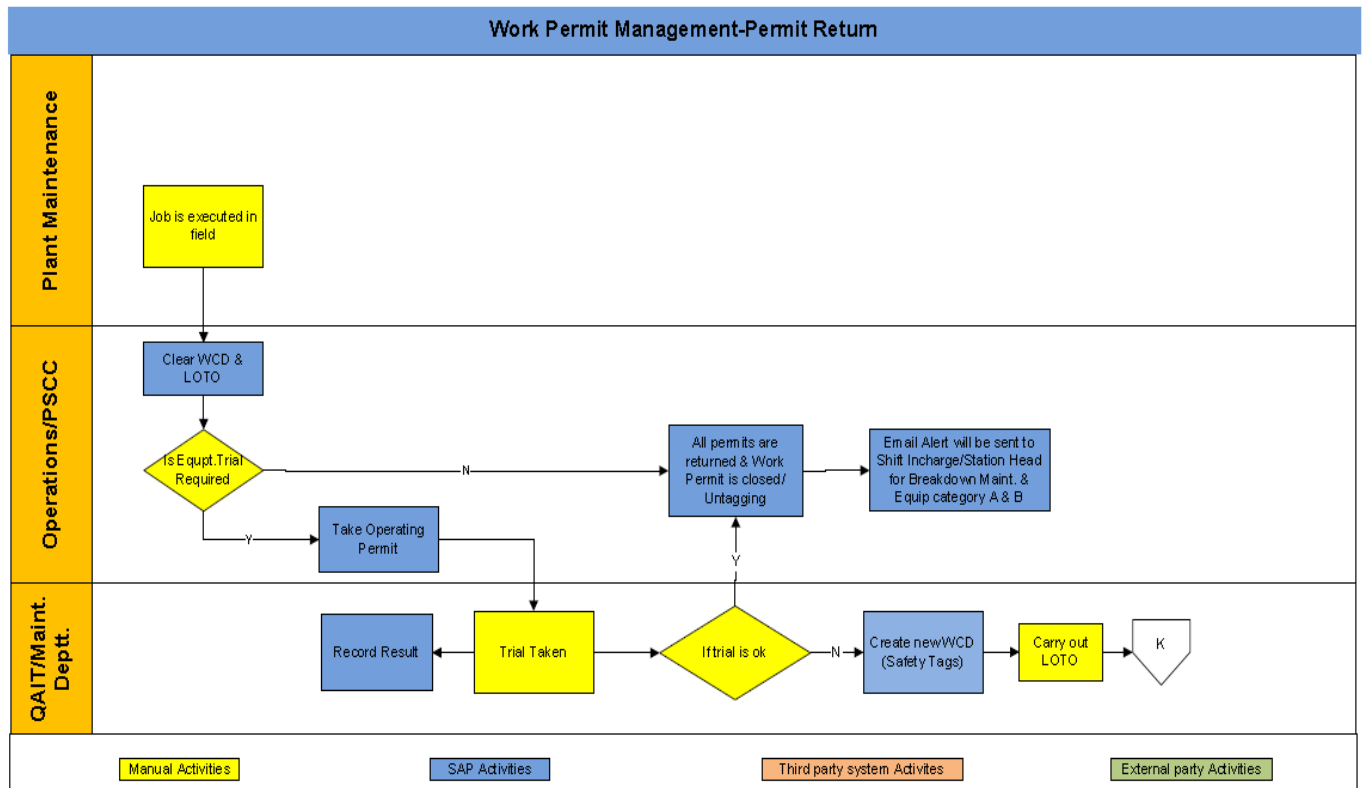 Work Permit Management-Permit Return
Plant Maintenance
Job is executed in
field
Operations/PSCC
Clear WCD &
LOTO
Is Equpt.Trial
Required
N
All permits are
returned & Work
Permit is closed/
Untagging
Email Alert will be sent to
Shift Incharge/Station Head
for Breakdown Maint. &
Equip category A & B
Y
Take Operating
Permit
Y
QAIT/Maint.
Deptt.
Record Result
Trial Taken
If trial is ok
N
Create new WCD
(Safety Tags)
Carry out
LOTO
K
Manual Activities
SAP Activities
Third party system Activites
External party Activities